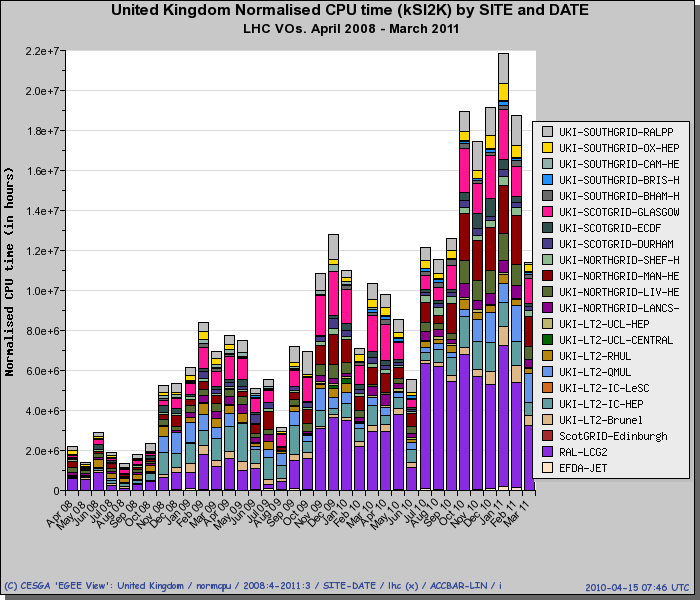 United Kingdom Normalised CPU time (kSI2K) by SITE and DATE
LHC VOs. April 2008 - March 2011
Normalised CPU time (in hours)
2.2e+7
2.0e+7
1.8e+7
1.6e+7
1.4e+7
1.2e+7
1.0e+7
8.0e+6
6.0e+6
4.0e+6
2.0e+6
0
UKI-SOUTHGRID-RALPP
UKI-SOUTHGRID-OX-HEP
UKI-SOUTHGRID-CAM-HE
UKI-SOUTHGRID-BRIS-H
UKI-SOUTHGRID-BHAM-H
UKI-SCOTGRID-GLASGOW
UKI-SCOTGRID-ECDF
UKI-SCOTGRID-DURHAM
UKI-NORTHGRID-SHEF-H
UKI-NORTHGRID-MAN-HE
UKI-NORTHGRID-LIV-HE
UKI-NORTHGRID-LANCS-
UKI-LT2-UCL-HEP
UKI-LT2-UCL-CENTRAL
UKI-LT2-RHUL
UKI-LT2-QMUL
UKI-LT2-IC-LeSC
UKI-LT2-IC-HEP
UKI-LT2-Brunel
ScotGRID-Edinburgh
RAL-LCG2
EFDA-JET
Apr 08
May 08
Jun 08
Jul 08
Aug 08
Sep 08
Oct 08
Nov 08
Dec 08
Jan 09
Feb 09
Mar 09
Apr 09
May 09
Jun 09
Jul 09
Aug 09
Sep 09
Oct 09
Nov 09
Dec 09
Jan 10
Feb 10
Mar 10
Apr 10
May 10
Jun 10
Jul 10
Aug 10
Sep 10
Oct 10
Nov 10
Dec 10
Jan 11
Feb 11
Mar 11
(C) CESGA 'EGEE View': United Kingdom / normcpu / 2008:4-2011:3 / SITE-DATE / lhc (x) / ACCBAR-LIN / i
2010-04-15 07:46 UTC